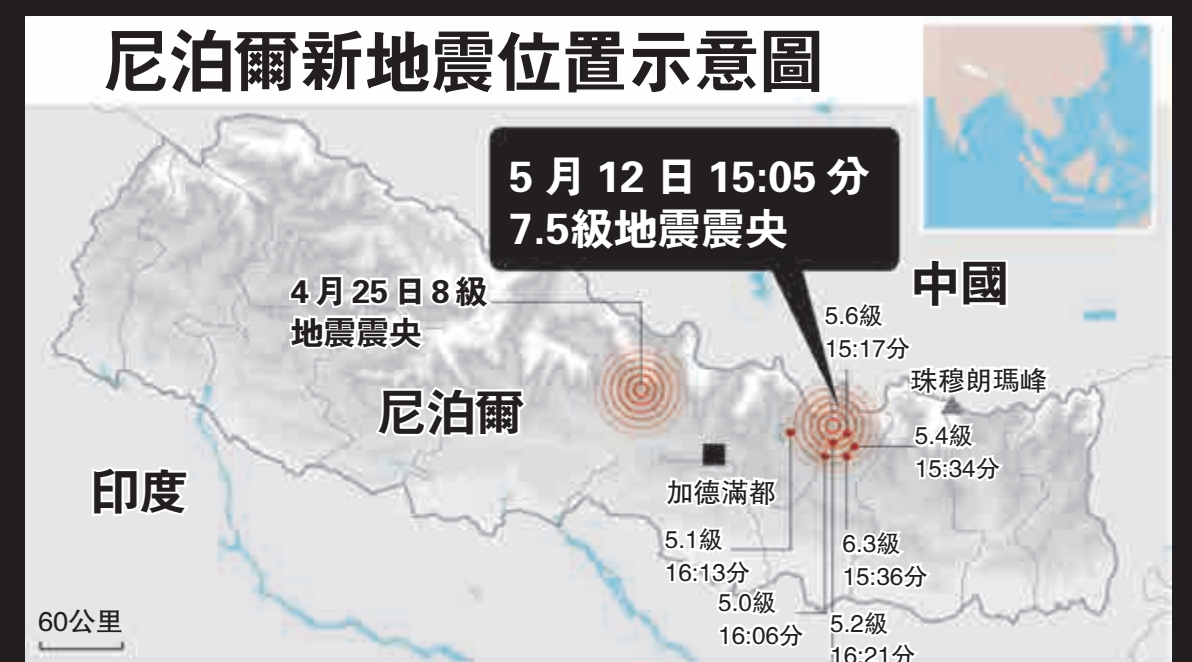 尼泊爾新地震位置示意圖
5 月 12 日 15:05 分
7.5級地震震央
4 月 25 日 8 級
地震震央
中國
5.6級
15:17分
珠穆朗瑪峰
尼泊爾
5.4級
15:34分
印度
加德滿都
5.1級
16:13分
6.3級
15:36分
5.0級
16:06分
5.2級
16:21分
60公里